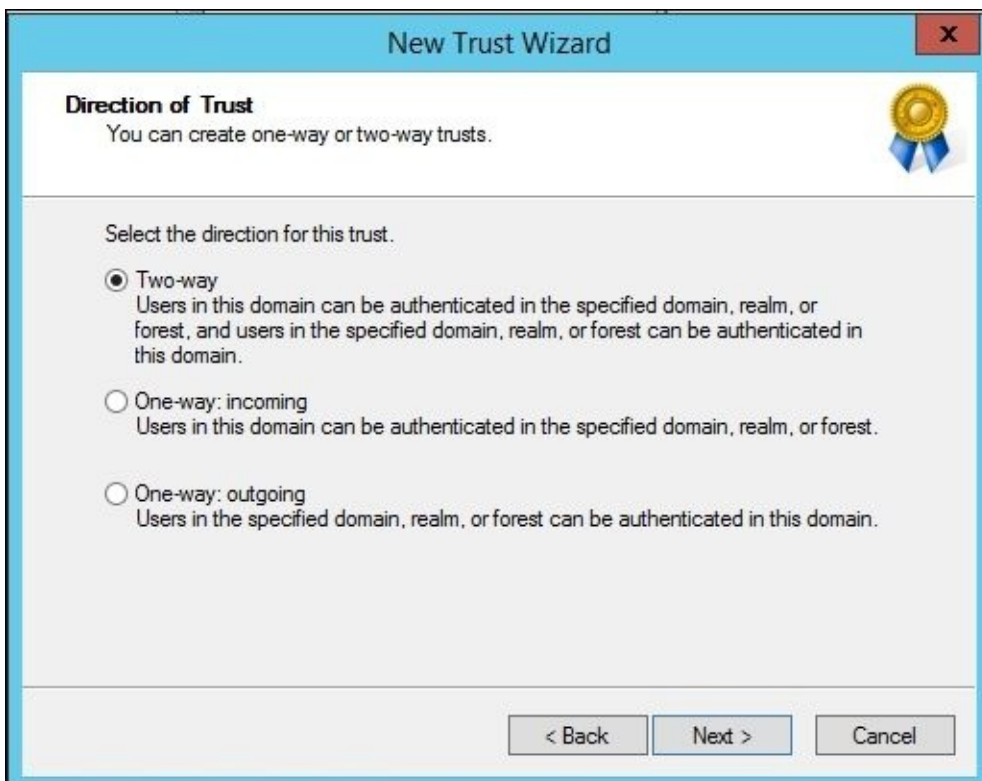 New Trust Wizard
x
Direction of Trust
You can create one-way or two-way trusts.
Select the direction for this trust.
Two-way
Users in this domain can be authenticated in the specified domain, realm, or
forest, and users in the specified domain, realm, or forest can be authenticated in
this domain.
One-way: incoming
Users in this domain can be authenticated in the specified domain, realm, or forest.
One-way: outgoing
Users in the specified domain, realm, or forest can be authenticated in this domain.
< Back
Next >
Cancel